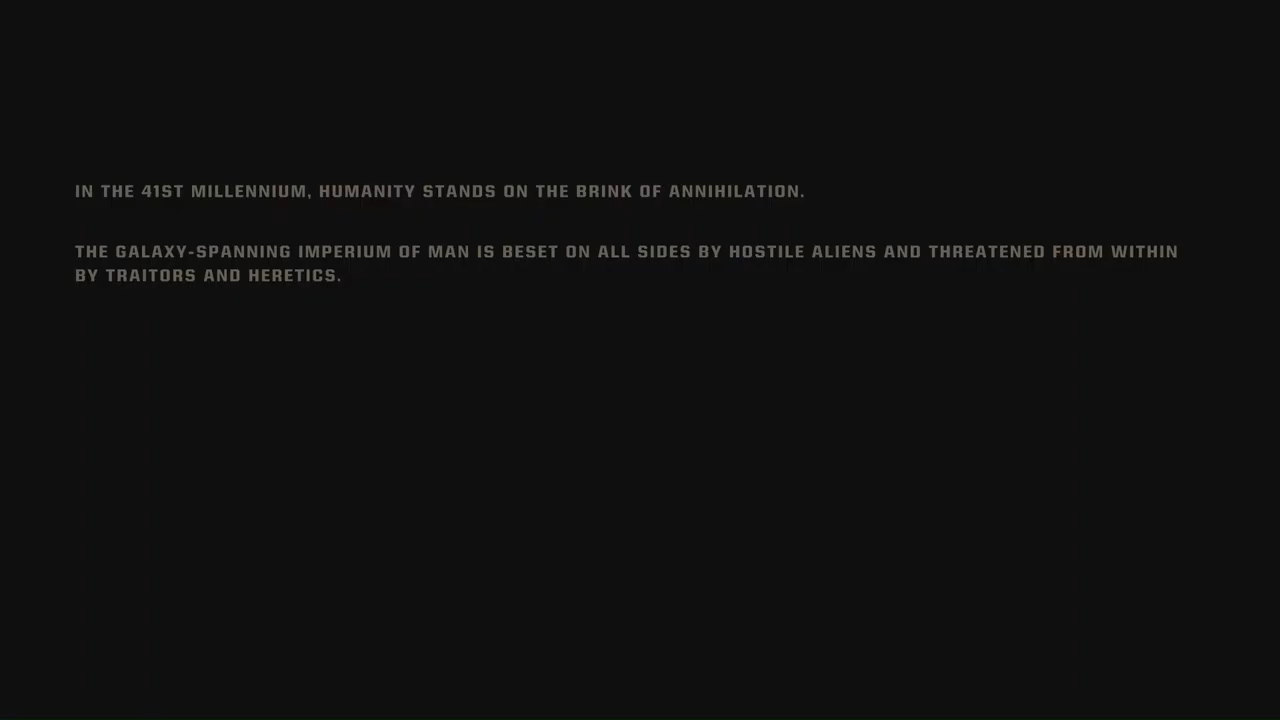 IN THE 41ST MILLENNIUM, HUMANITY STANDS ON THE BRINK OF ANNIHILATION.
THE GALAXY-SPANNING IMPERIUM OF MAN IS BESET ON ALL SIDES BY HOSTILE ALIENS AND THREATENED FROM WITHIN
BY TRAITORS AND HERETICS.